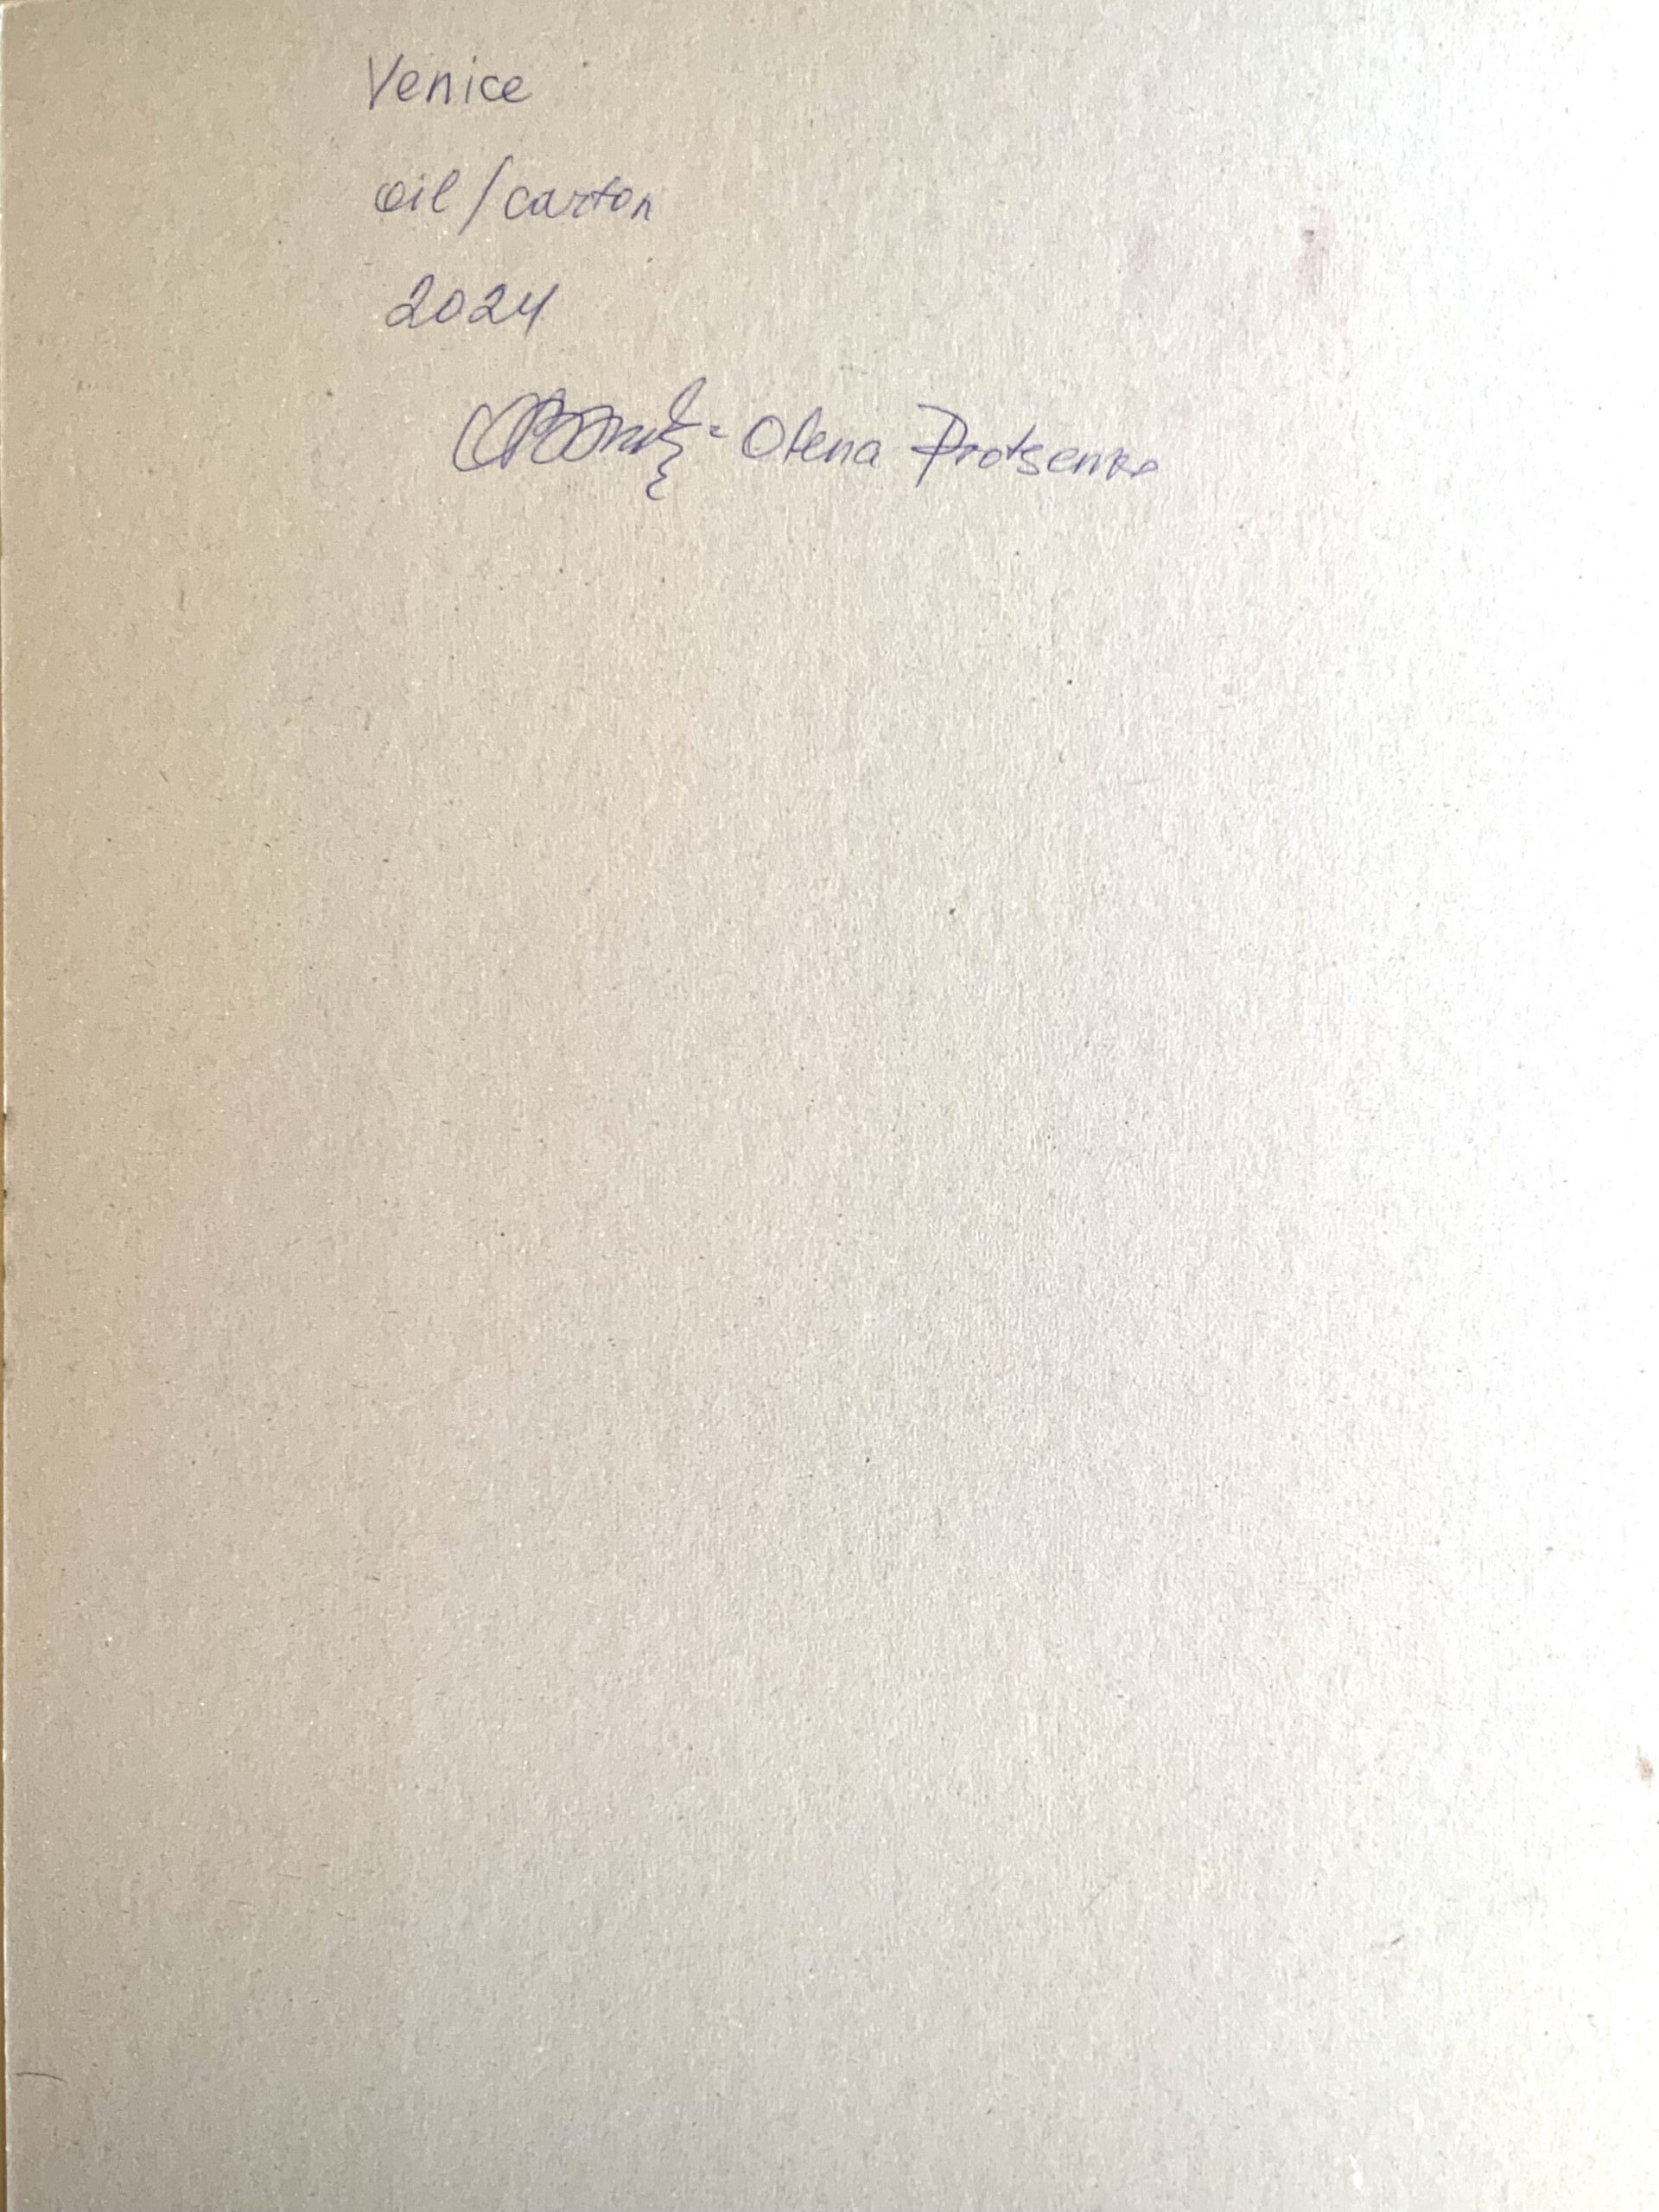 Venice
oil/carton
2024
Olena Protsenko